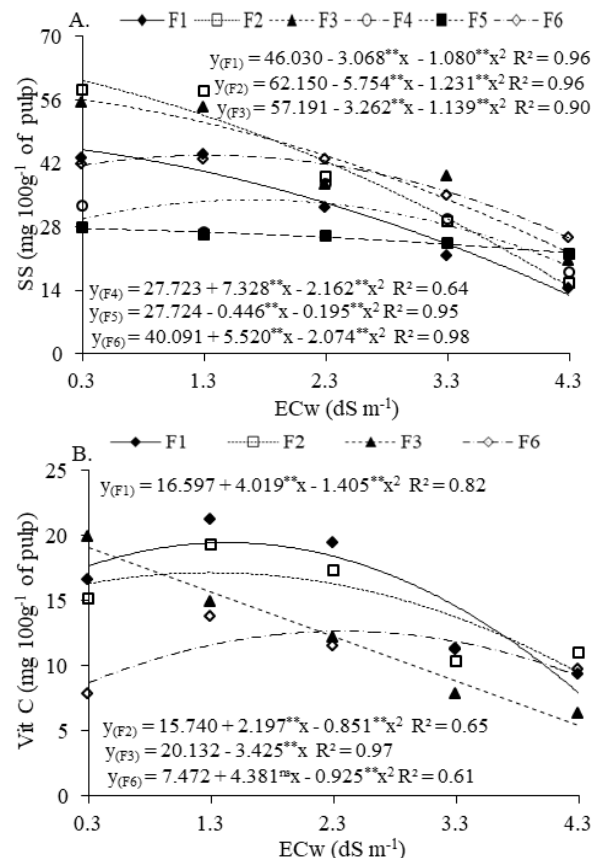 A.
F1 F2 F3 F4 F5 F6
y(F1) = 46.030 - 3.068**x - 1.080**x² R² = 0.96
y(F2) = 62.150 - 5.754**x - 1.231**x² R² = 0.96
y(F3) = 57.191 - 3.262**x - 1.139**x² R² = 0.90
70
56
42
28
14
0
SS (mg 100g⁻¹ of pulp)
y(F4) = 27.723 + 7.328**x - 2.162**x² R² = 0.64
y(F5) = 27.724 - 0.446**x - 0.195**x² R² = 0.95
y(F6) = 40.091 + 5.520**x - 2.074**x² R² = 0.98
0.3 1.3 2.3 3.3 4.3
ECw (dS m⁻¹)
B.
F1 F2 F3 F6
y(F1) = 16.597 + 4.019**x - 1.405**x² R² = 0.82
25
20
15
10
5
0
Vit C (mg 100g⁻¹ of pulp)
y(F2) = 15.740 + 2.197**x - 0.851**x² R² = 0.65
y(F3) = 20.132 - 3.425**x R² = 0.97
y(F6) = 7.472 + 4.381ⁿˢx - 0.925**x² R² = 0.61
0.3 1.3 2.3 3.3 4.3
ECw (dS m⁻¹)